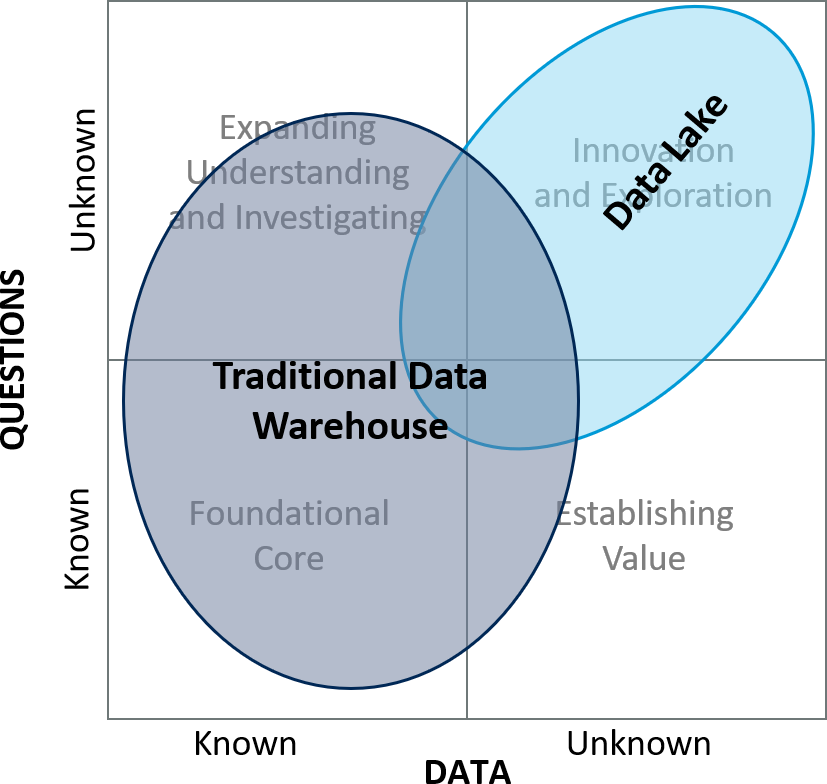 Unknown
QUESTIONS
Known
Expanding
Understanding
and Investigating
Innovation
and Exploration
Data Lake
Traditional Data
Warehouse
Foundational
Core
Establishing
Value
Known
Unknown
DATA